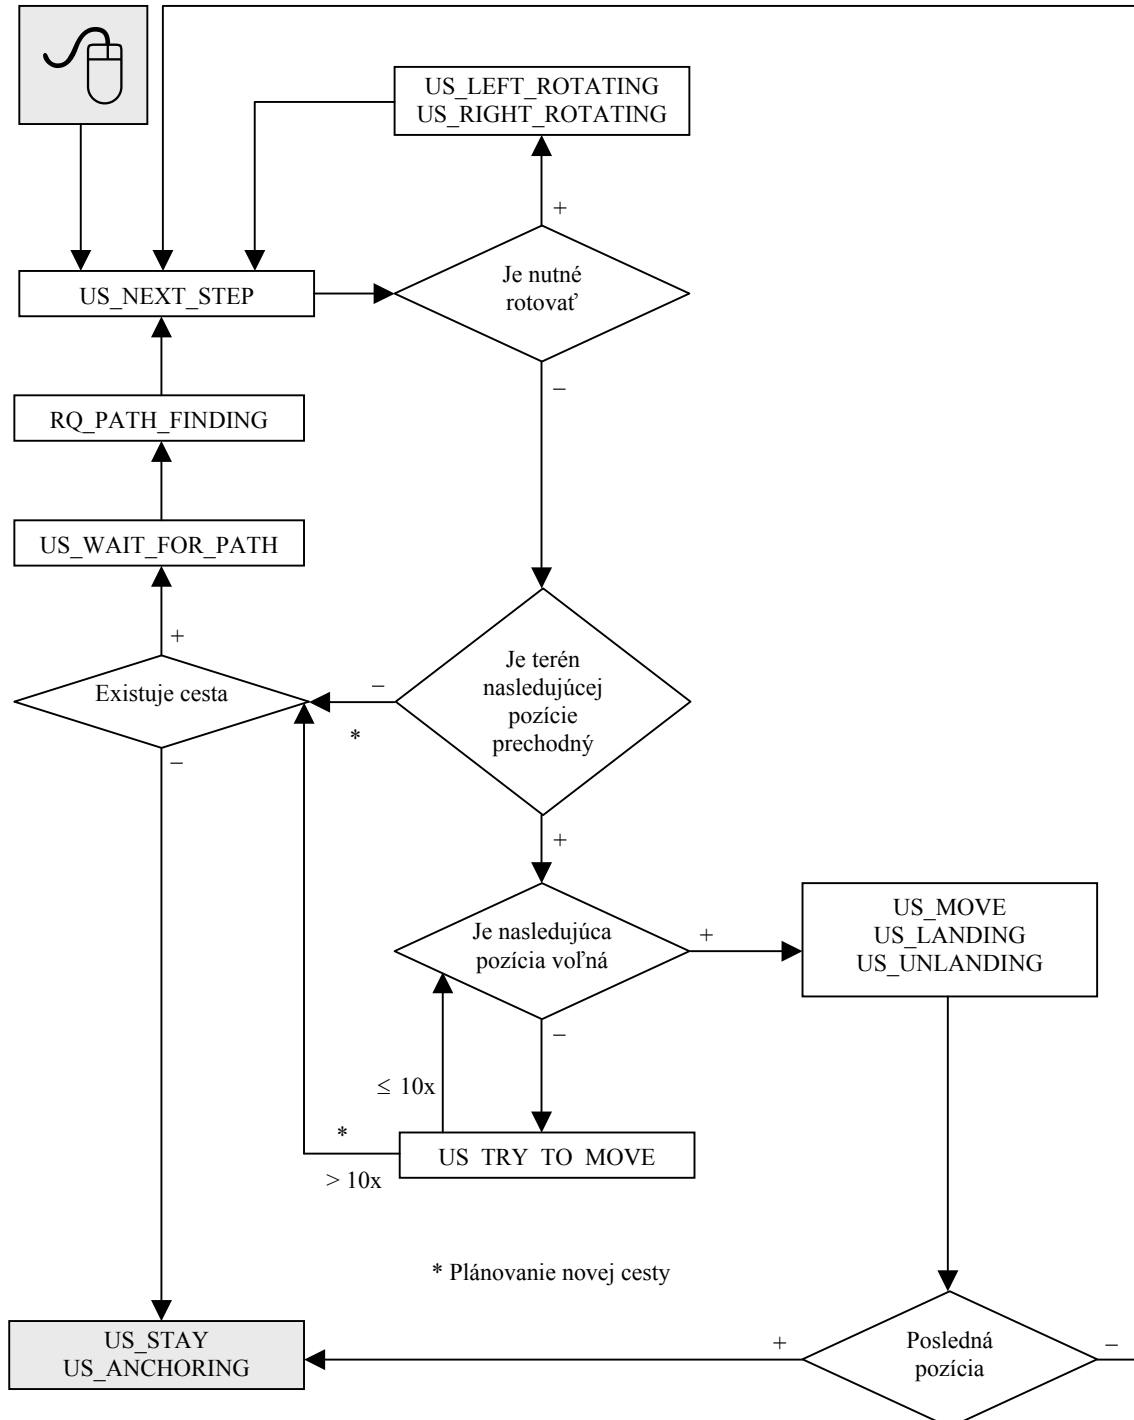 US_LEFT_ROTATING
US_RIGHT_ROTATING
+
Je nutné
rotovať
US_NEXT_STEP
–
RQ_PATH_FINDING
US_WAIT_FOR_PATH
+
Existuje cesta
–
Je terén
nasledujúcej
pozície
prechodný
–
*
+
Je nasledujúca
pozícia voľná
+
US_MOVE
US_LANDING
US_UNLANDING
–
≤ 10x
*
> 10x
US_TRY_TO_MOVE
* Plánovanie novej cesty
US_STAY
US_ANCHORING
+
Posledná
pozícia
–